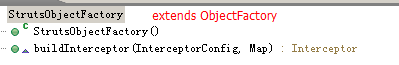 StrutsObjectFactory extends ObjectFactory
StrutsObjectFactory()
buildInterceptor(InterceptorConfig, Map) : Interceptor